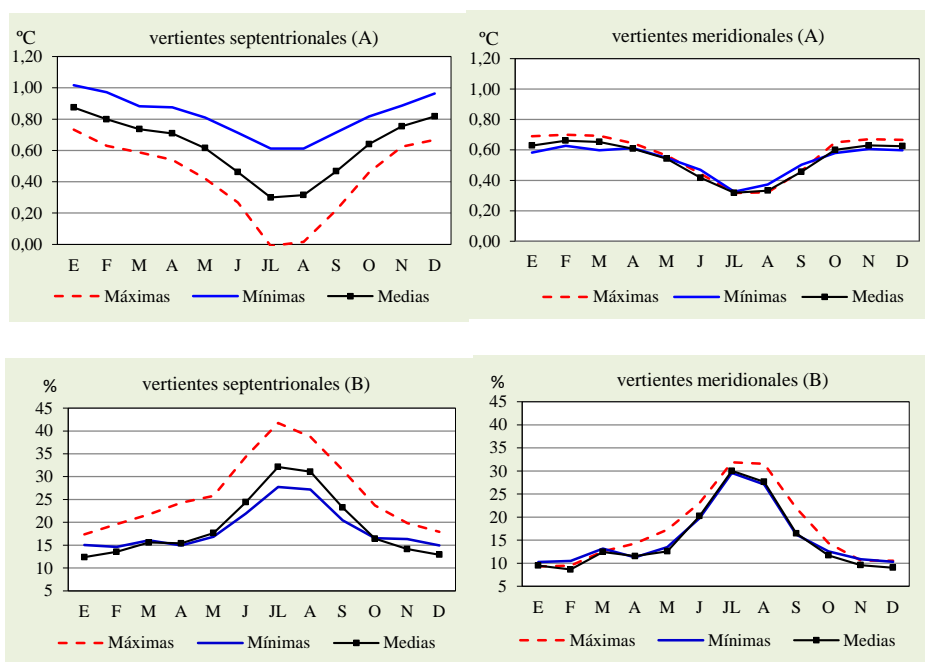 ºC vertientes septentrionales (A)
1,20
1,00
0,80
0,60
0,40
0,20
0,00
E F M A M J JL A S O N D
Máximas Mínimas Medias
ºC vertientes meridionales (A)
1,20
1,00
0,80
0,60
0,40
0,20
0,00
E F M A M J JL A S O N D
Máximas Mínimas Medias
% vertientes septentrionales (B)
45
40
35
30
25
20
15
10
5
E F M A M J JL A S O N D
Máximas Mínimas Medias
% vertientes meridionales (B)
45
40
35
30
25
20
15
10
5
E F M A M J JL A S O N D
Máximas Mínimas Medias